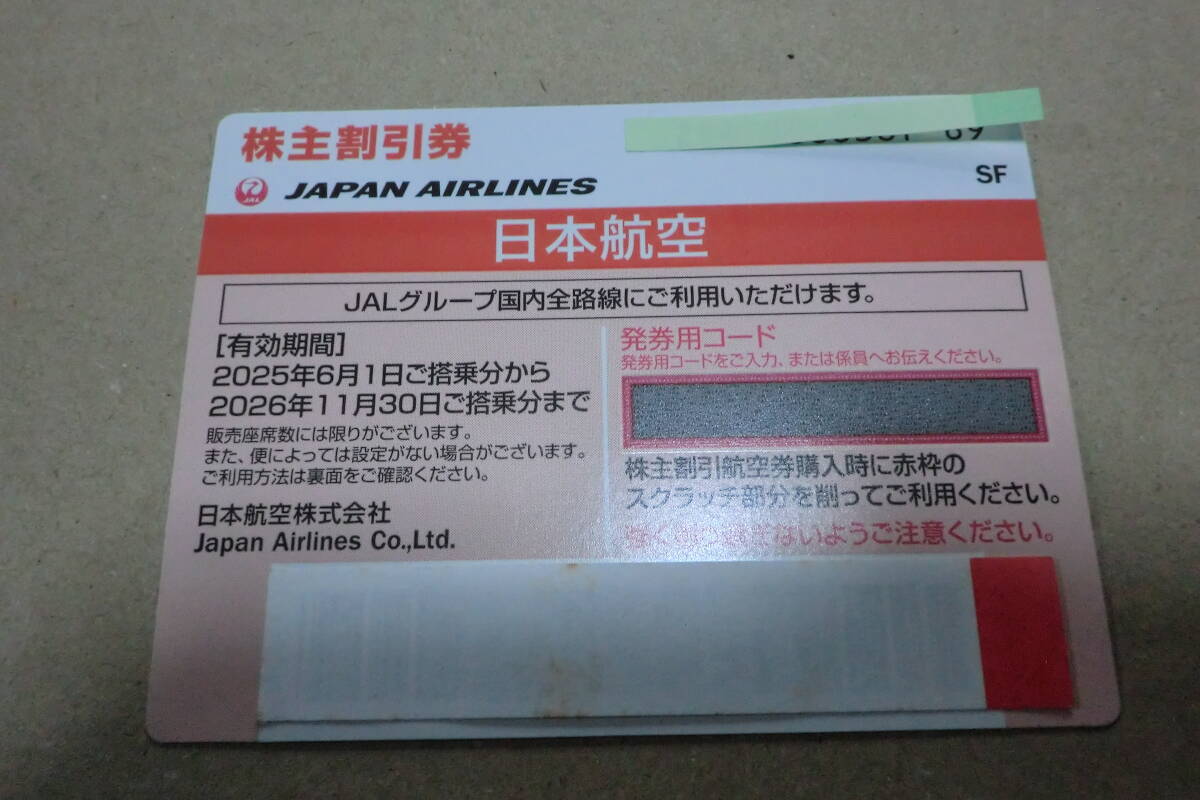 株主割引券
69
JAL
JAPAN AIRLINES
SF
日本航空
JALグループ国内全路線にご利用いただけます。
[有効期間]
2025年6月1日ご搭乗分から
2026年11月30日ご搭乗分まで
販売座席数には限りがございます。
また、便によっては設定がない場合がございます。
ご利用方法は裏面をご確認ください。
日本航空株式会社
Japan Airlines Co.,Ltd.
発券用コード
発券用コードをご入力、または係員へお伝えください。
株主割引航空券購入時に赤枠の
スクラッチ部分を削ってご利用ください。
ないようご注意ください。